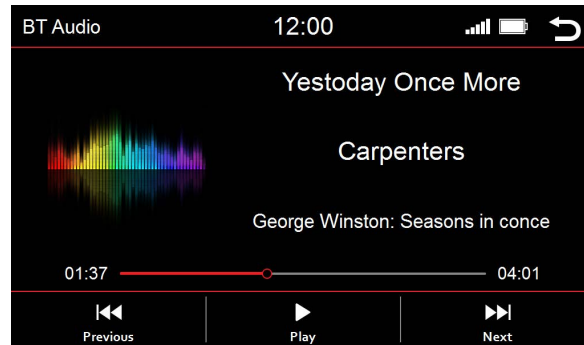 BT Audio 12:00
Yestoday Once More
Carpenters
George Winston: Seasons in conce
01:37 04:01
Previous Play Next